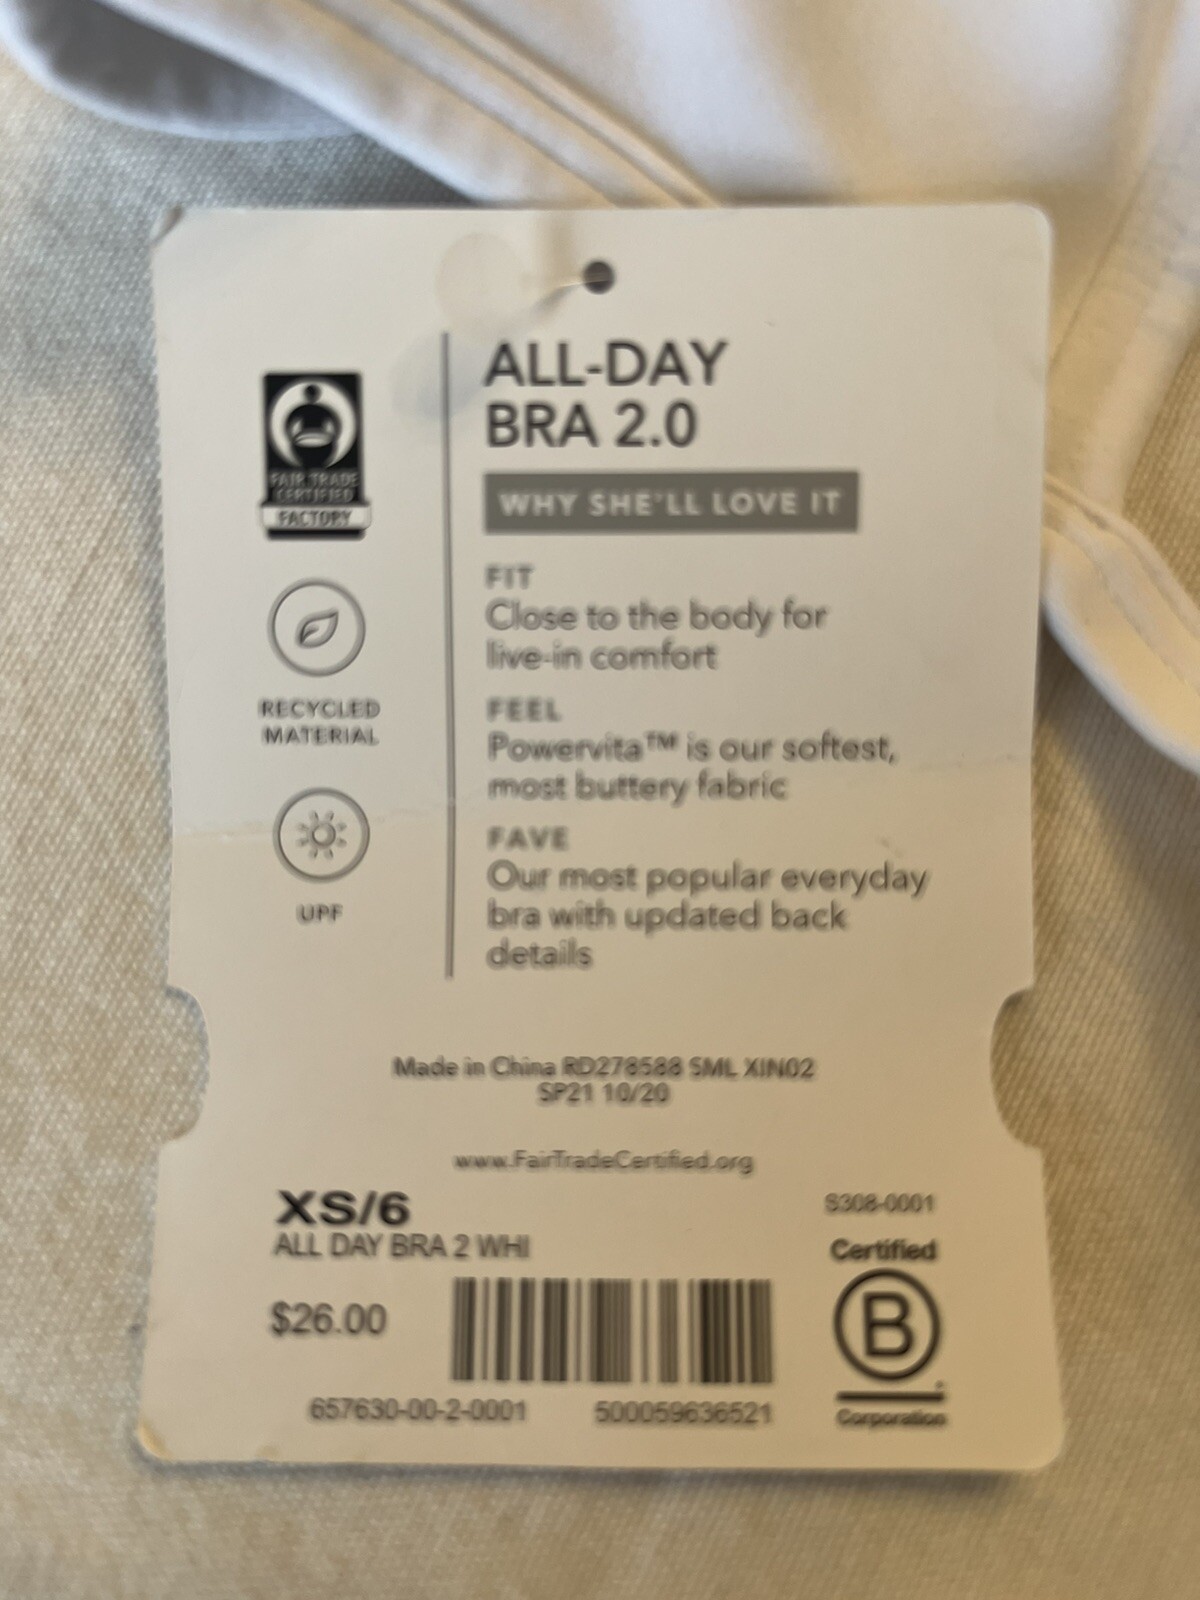 ALL-DAY
BRA 2.0
WHY SHE'LL LOVE IT
FIT
Close to the body for
live-in comfort
FEEL
Powervita™ is our softest,
most buttery fabric
FAVE
Our most popular everyday
bra with updated back
details
FAIR TRADE
CERTIFIED
FACTORY
RECYCLED
MATERIAL
UPF
Made in China RD278588 SML XIN02
SP21 10/20
www.FairTradeCertified.org
XS/6
ALL DAY BRA 2 WHI
$26.00
657630-00-2-0001
500059636521
S308-0001
Certified
B
Corporation